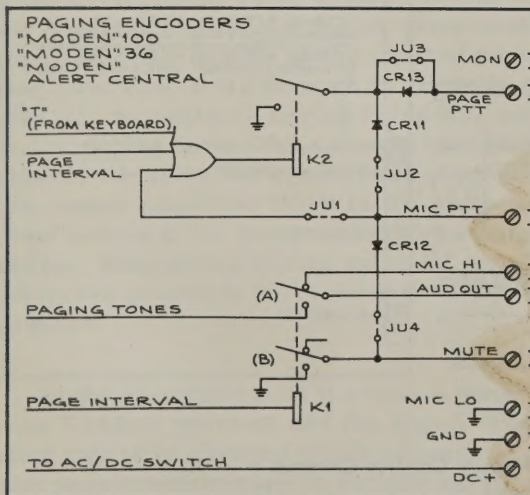 PAGING ENCODERS
"MODEN" 100
"MODEN" 36
"MODEN"
ALERT CENTRAL
JU3
MON
CR13
PAGE
PTT
"T"
(FROM KEYBOARD)
CR11
PAGE
INTERVAL
K2
JU2
JU1
MIC PTT
CR12
MIC HI
(A)
AUD OUT
PAGING TONES
JU4
(B)
MUTE
PAGE INTERVAL
K1
MIC LO
GND
TO AC/DC SWITCH
DC+